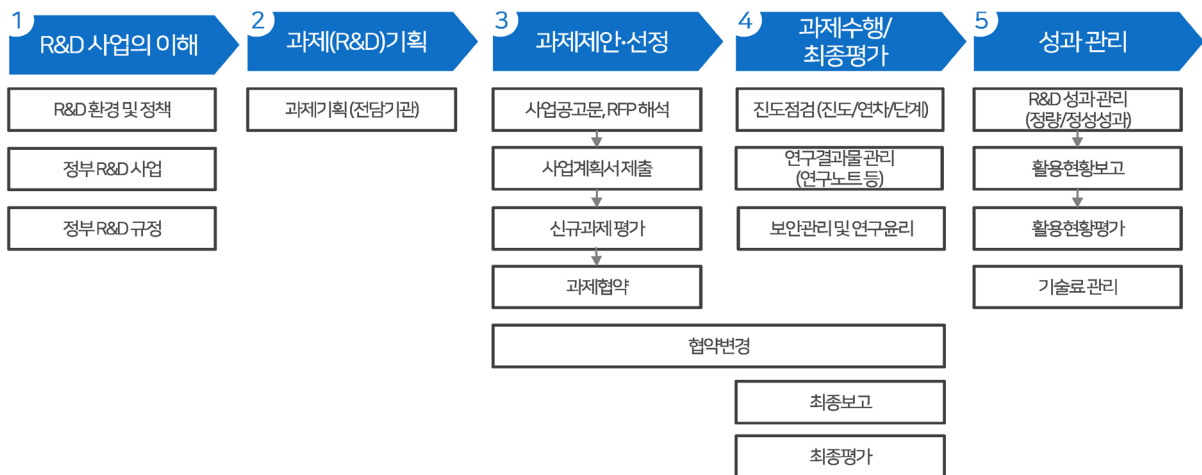 1
R&D 사업의 이해
2
과제(R&D)기획
3
과제제안·선정
4
과제수행/
최종평가
5
성과 관리
R&D 환경 및 정책
정부 R&D 사업
정부 R&D 규정
과제기획 (전담기관)
사업공고문, RFP 해석
사업계획서 제출
신규과제 평가
과제협약
진도점검 (진도/연차/단계)
연구결과물 관리
(연구노트 등)
보안관리 및 연구윤리
R&D 성과 관리
(정량/정성성과)
활용현황보고
활용현황평가
기술료 관리
협약변경
최종보고
최종평가